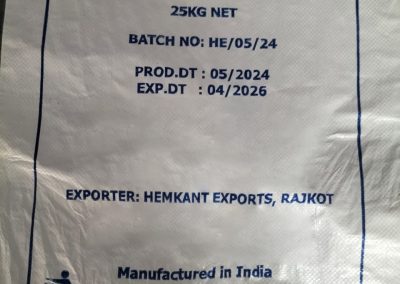 25KG NET
BATCH NO: HE/05/24
PROD.DT : 05/2024
EXP.DT : 04/2026
EXPORTER: HEMKANT EXPORTS, RAJKOT
Manufactured in India